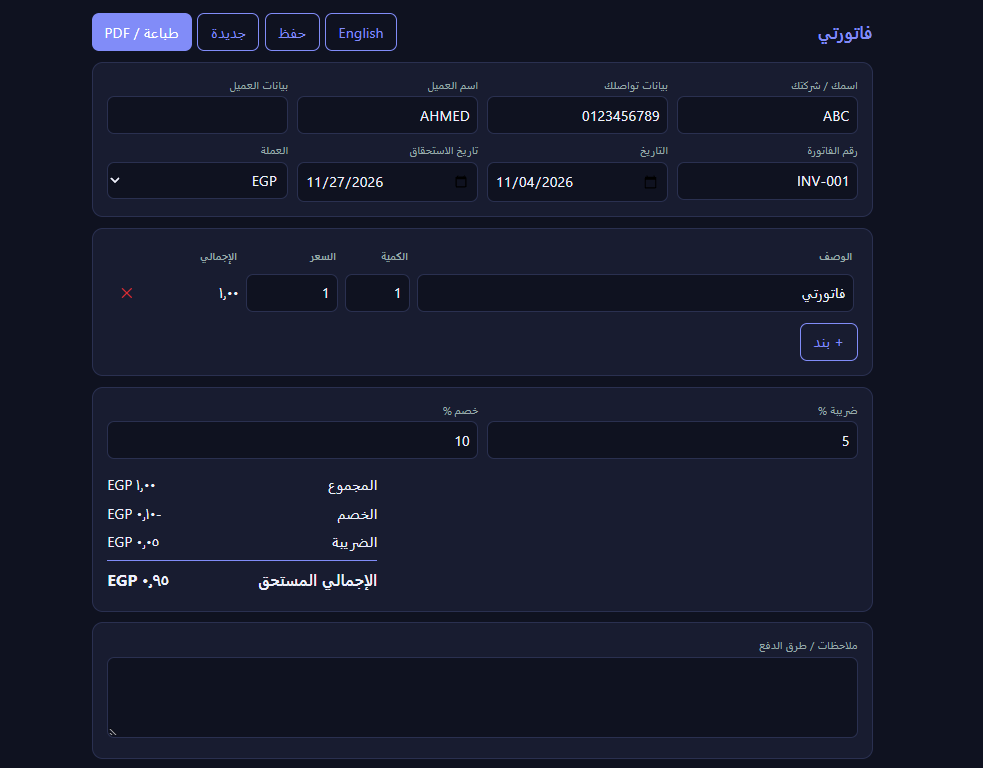 فاتورتي
English
حفظ
جديدة
طباعة / PDF
اسمك / شركتك
بيانات تواصلك
اسم العميل
بيانات العميل
ABC
0123456789
AHMED
رقم الفاتورة
التاريخ
تاريخ الاستحقاق
العملة
INV-001
11/04/2026
11/27/2026
EGP
الوصف
الكمية
السعر
الإجمالي
فاتورتي
1
1
١٫٠٠
+ بند
ضريبة %
خصم %
5
10
المجموع
١٫٠٠ EGP
الخصم
-٠٫١٠ EGP
الضريبة
٠٫٠٥ EGP
الإجمالي المستحق
٠٫٩٥ EGP
ملاحظات / طرق الدفع